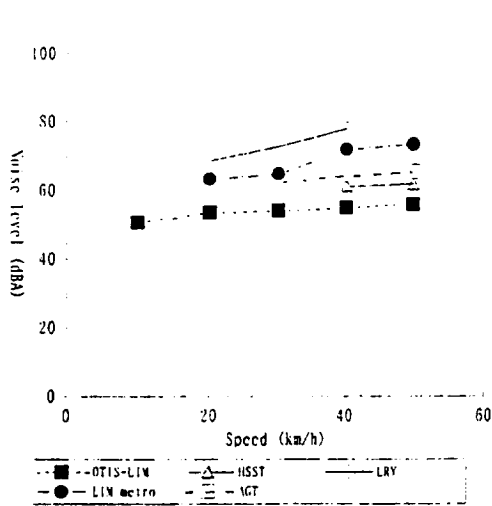 100
80
60
40
20
0
Noise level (dBA)
0 20 40 60
Speed (km/h)
OTIS-LIM HSST LRV
LIM metro AGT